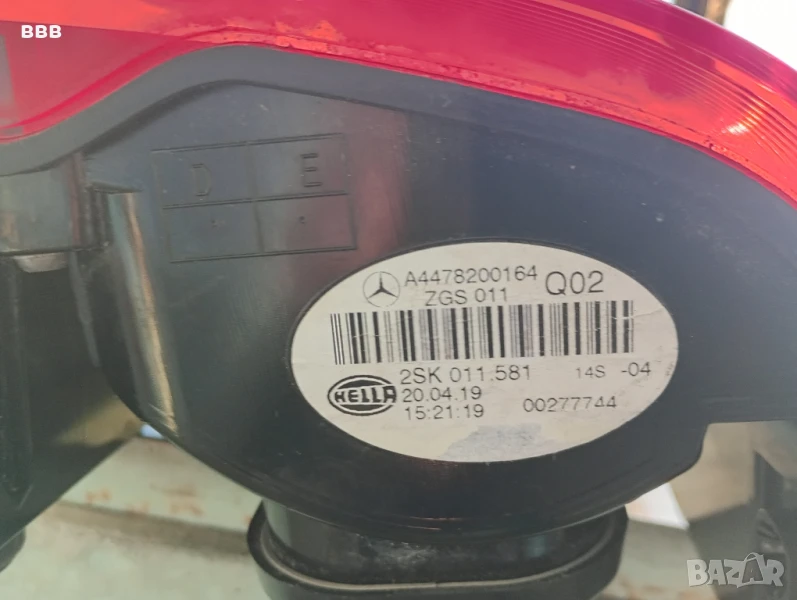 BBB
D E
A4478200164
ZGS 011 Q02
2SK 011.581 14S -04
HELLA 20.04.19
15:21:19 00277744
BAZAR